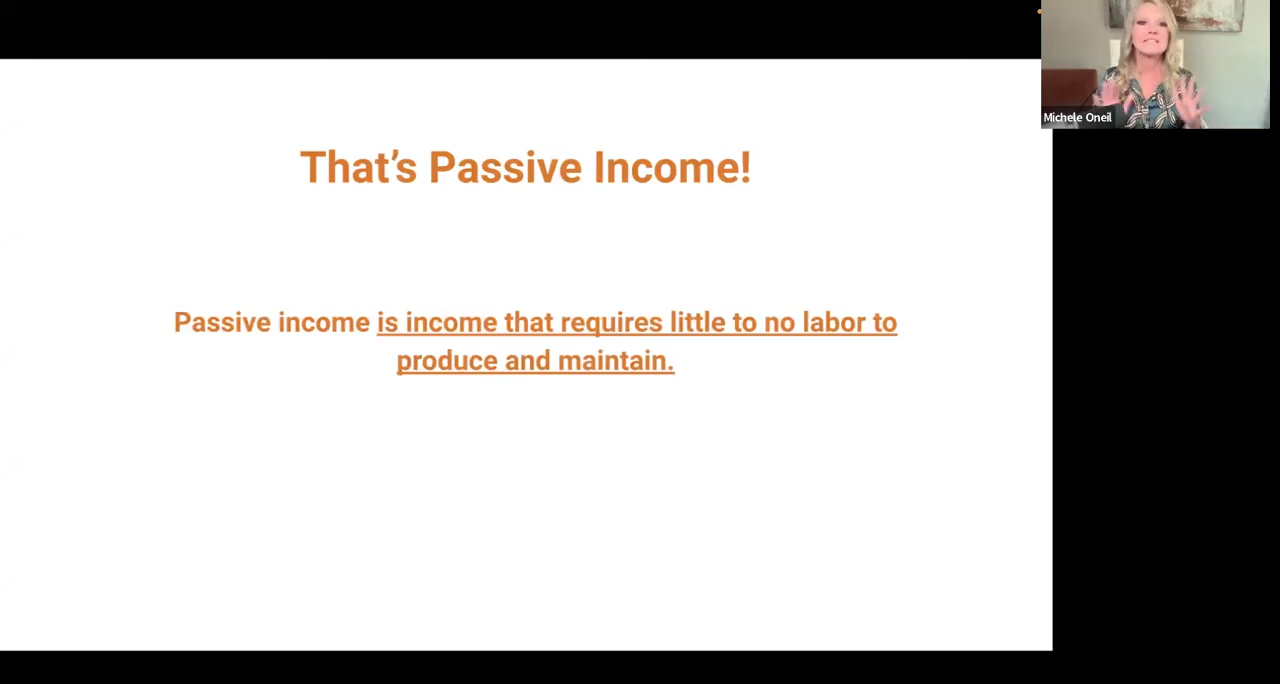 Michele Oneil
That’s Passive Income!
Passive income is income that requires little to no labor to
produce and maintain.